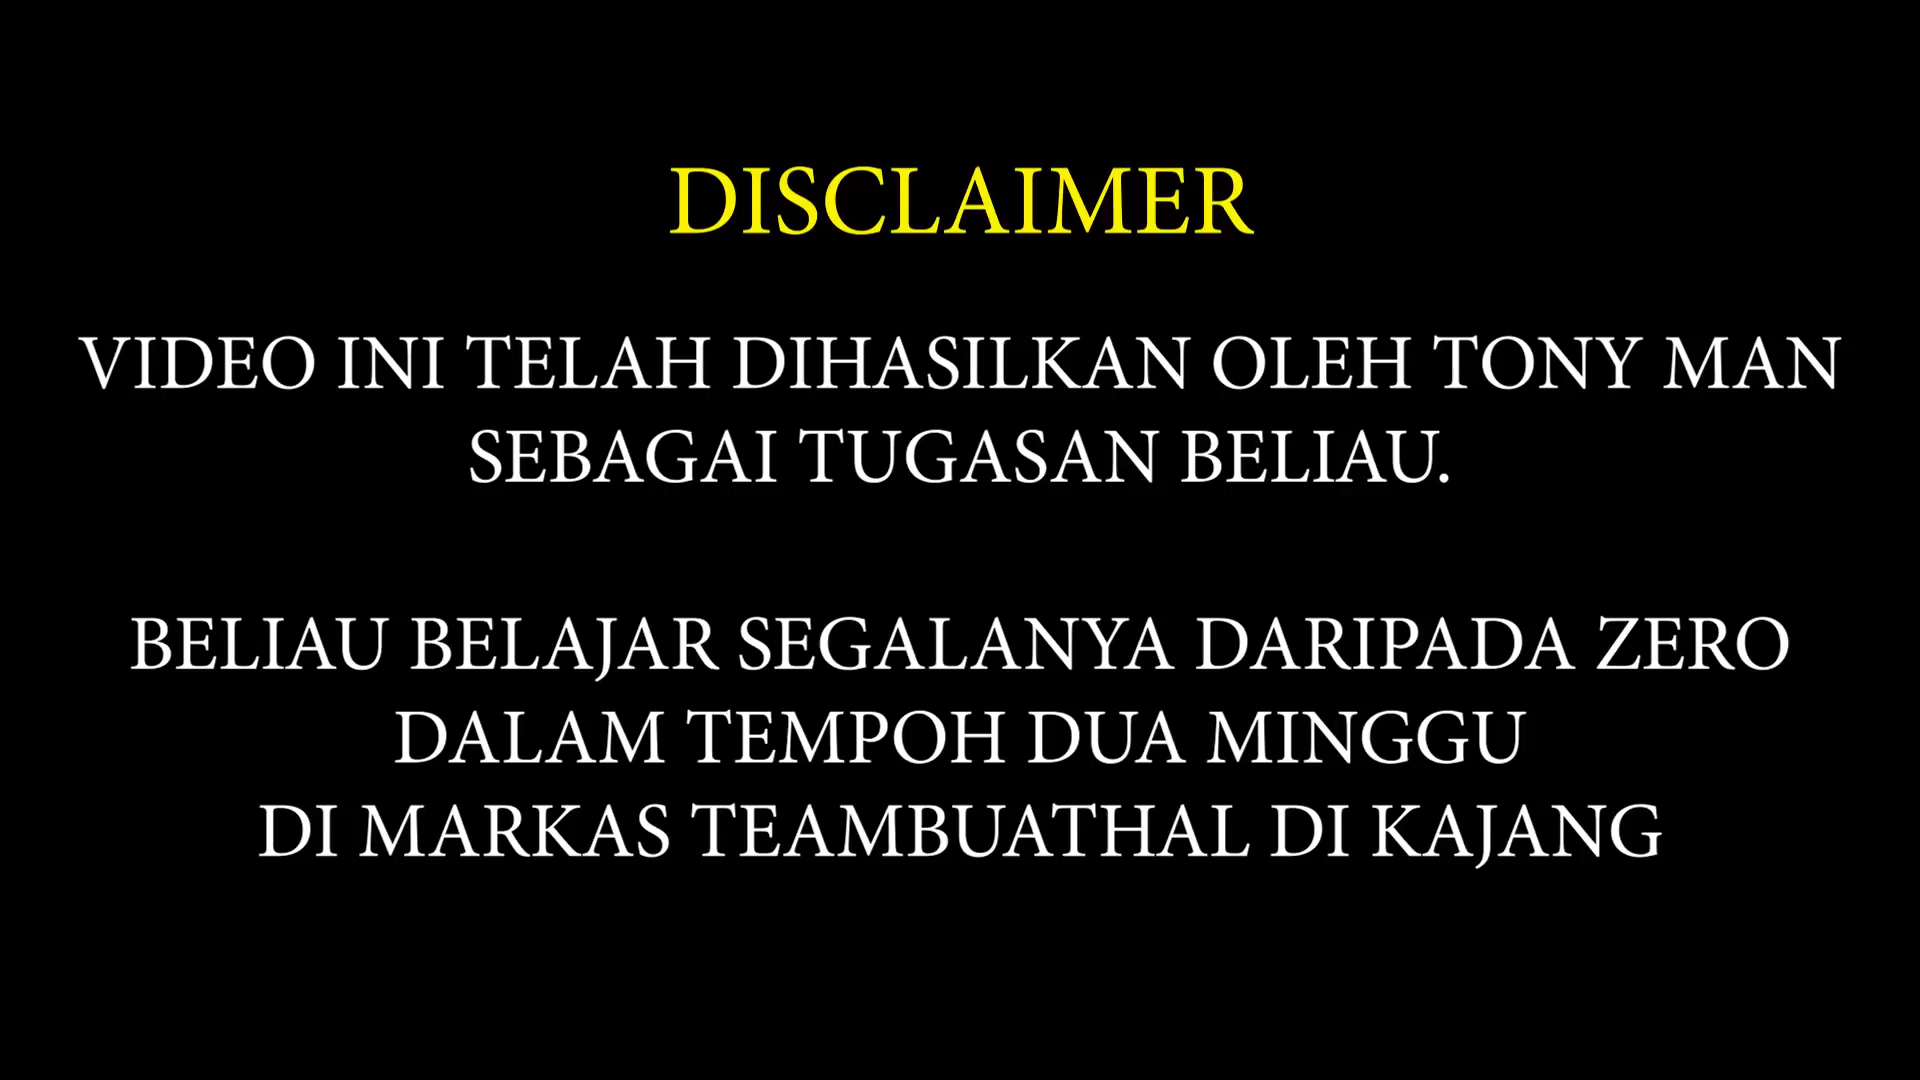 DISCLAIMER
VIDEO INI TELAH DIHASILKAN OLEH TONY MAN
SEBAGAI TUGASAN BELIAU.
BELIAU BELAJAR SEGALANYA DARIPADA ZERO
DALAM TEMPOH DUA MINGGU
DI MARKAS TEAMBUATHAL DI KAJANG